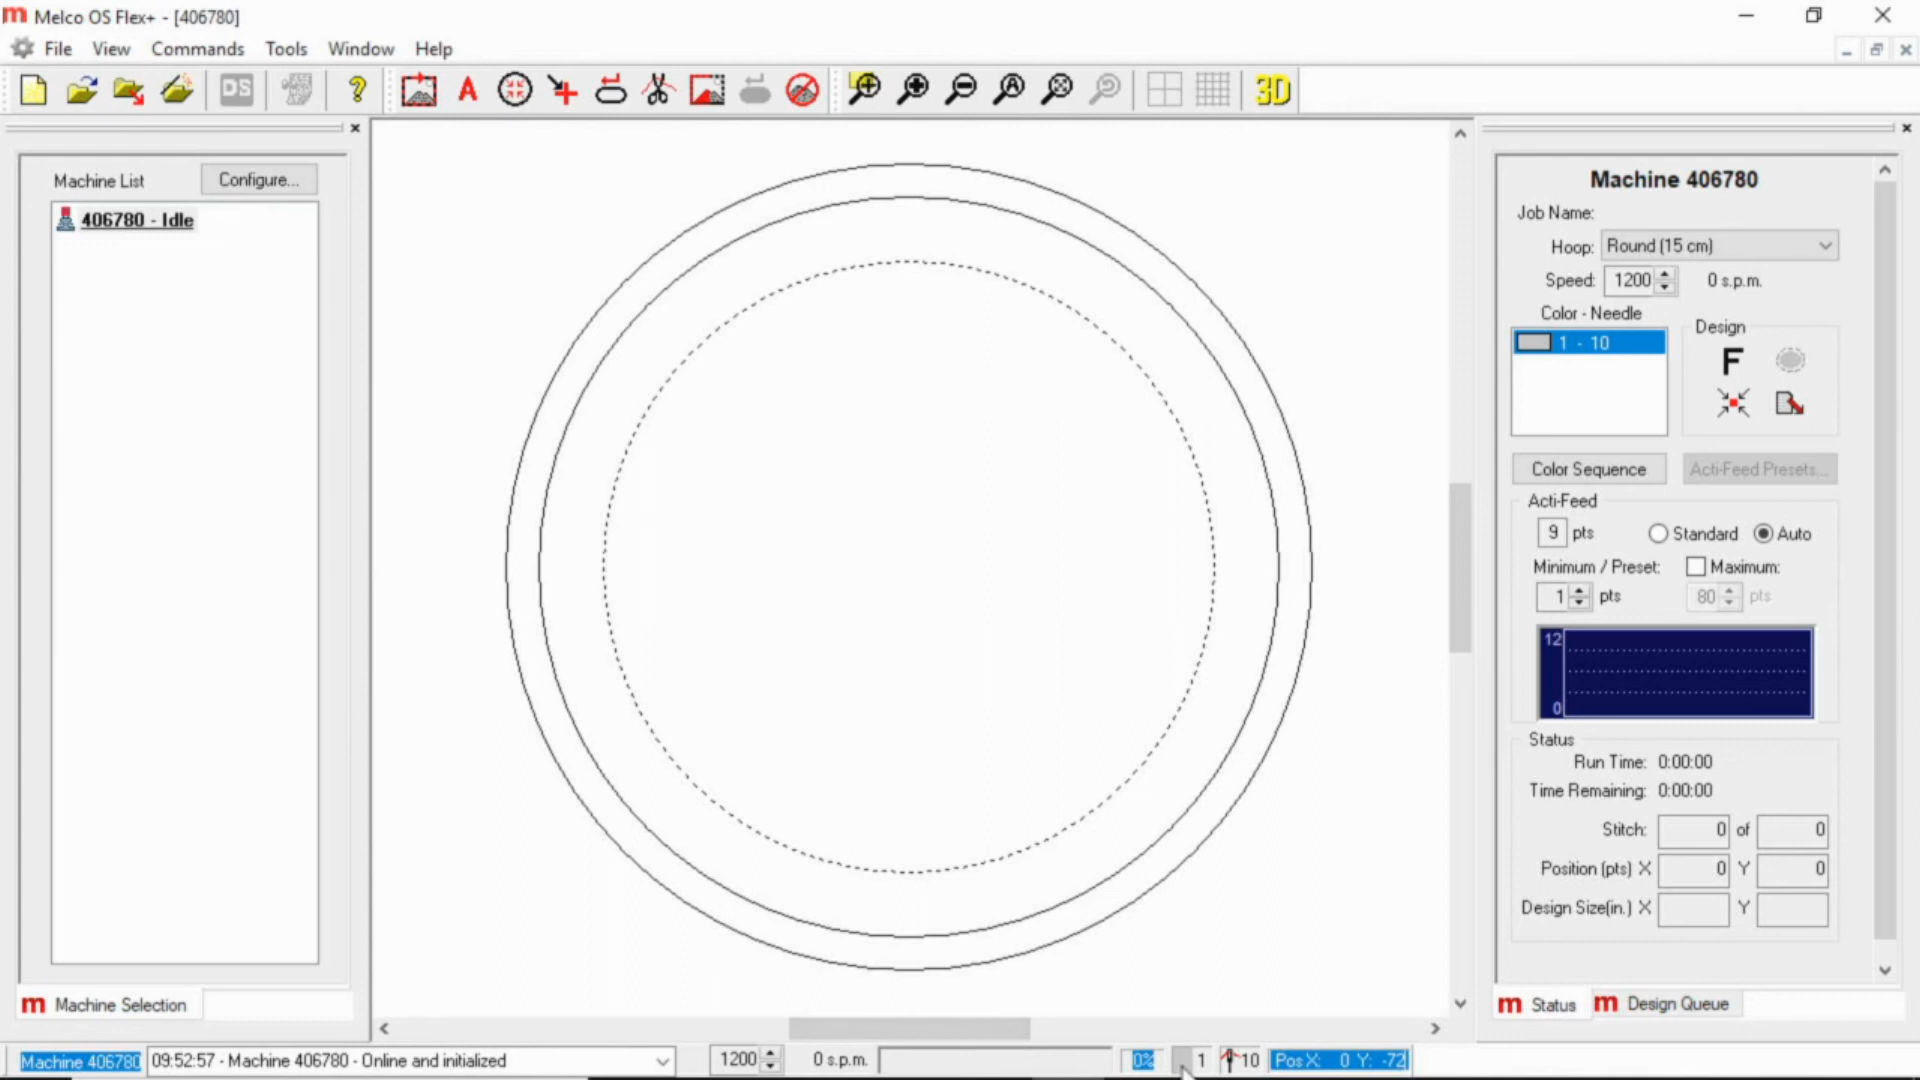 m Melco OS Flex+ - [406780]
File View Commands Tools Window Help
DS ? A 3D
Machine List Configure...
406780 - Idle
m Machine Selection
Machine 406780
Job Name:
Hoop: Round (15 cm)
Speed: 1200 0 s.p.m.
Color - Needle
1 - 10
Design
F
Color Sequence Acti-Feed Presets...
Acti-Feed
9 pts Standard Auto
Minimum / Preset: Maximum:
1 pts 80 pts
12
0
Status
Run Time: 0:00:00
Time Remaining: 0:00:00
Stitch: 0 of 0
Position (pts) X 0 Y 0
Design Size(in.) X Y
m Status m Design Queue
Machine 406780 09:52:57 - Machine 406780 - Online and initialized 1200 0 s.p.m. 0% 1 10 Pos X: 0 Y: -72